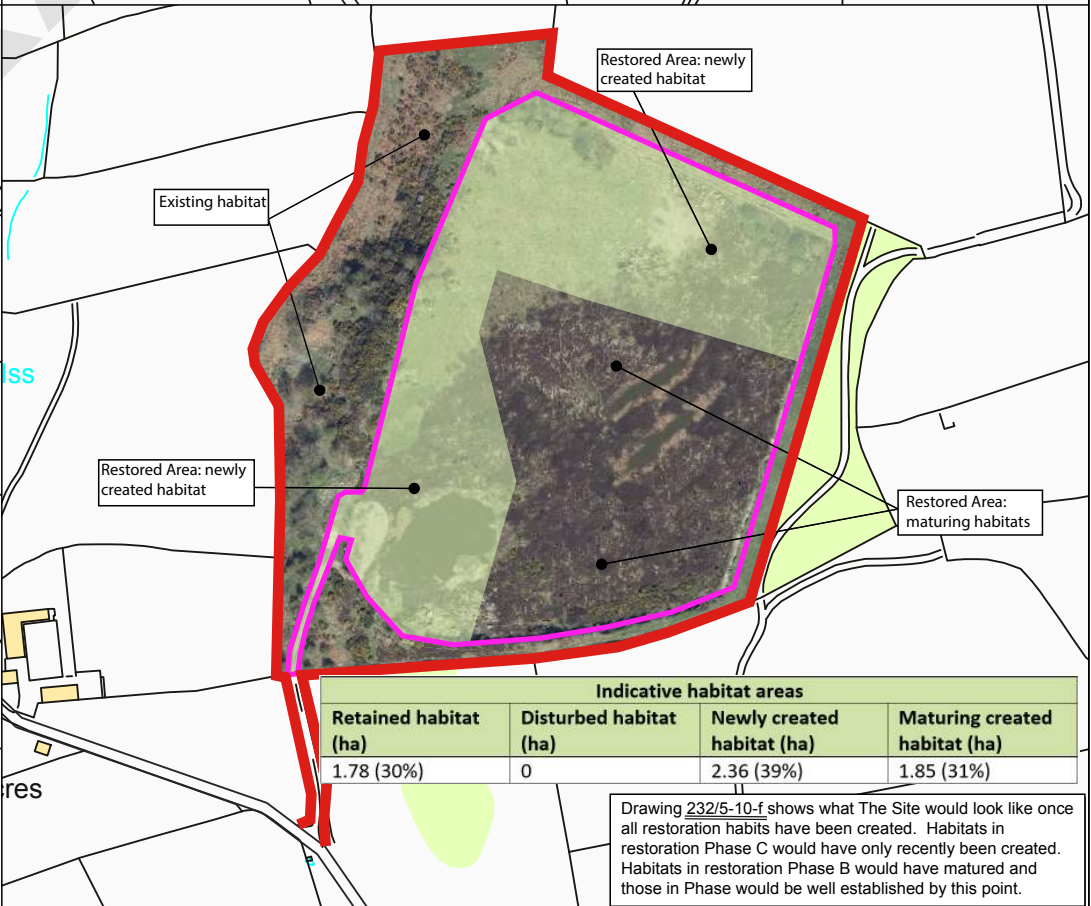 Restored Area: newly
created habitat
Existing habitat
lss
Restored Area: newly
created habitat
Restored Area:
maturing habitats
Indicative habitat areas
Retained habitat
(ha)
Disturbed habitat
(ha)
Newly created
habitat (ha)
Maturing created
habitat (ha)
1.78 (30%)
0
2.36 (39%)
1.85 (31%)
res
Drawing 232/5-10-f shows what The Site would look like once
all restoration habits have been created. Habitats in
restoration Phase C would have only recently been created.
Habitats in restoration Phase B would have matured and
those in Phase would be well established by this point.